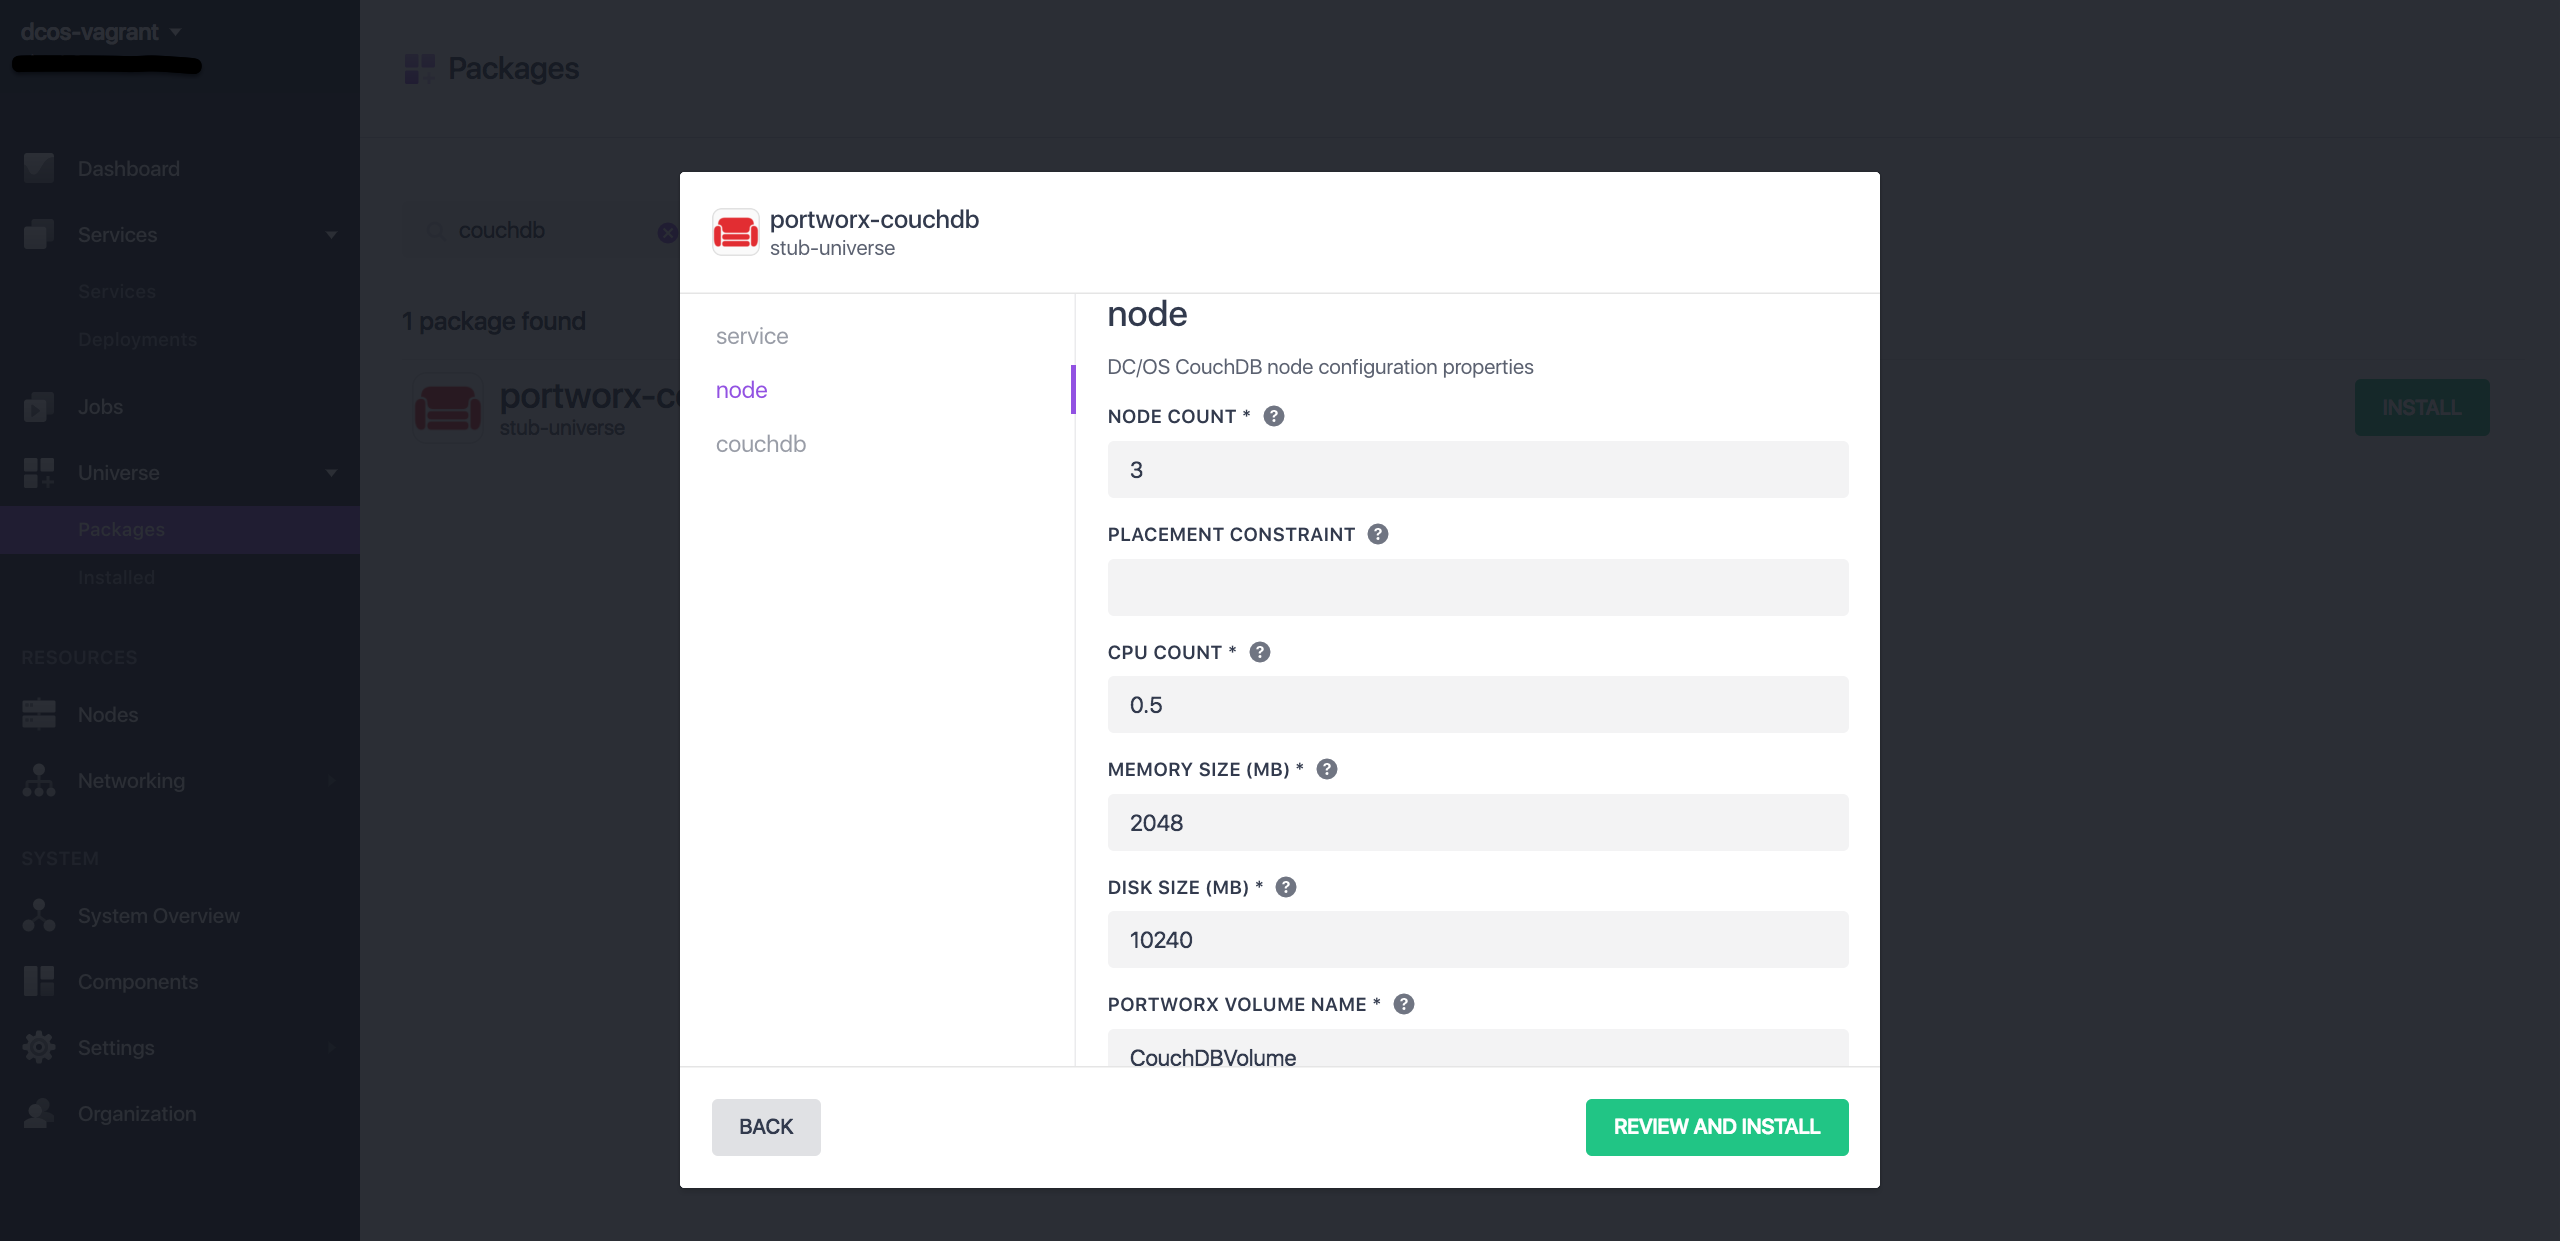 dcos-vagrant
Dashboard
Services
Services
Deployments
Jobs
Universe
Packages
Installed
RESOURCES
Nodes
Networking
SYSTEM
System Overview
Components
Settings
Organization
Packages
couchdb
1 package found
portworx-c
stub-universe
INSTALL
portworx-couchdb
stub-universe
service
node
couchdb
node
DC/OS CouchDB node configuration properties
NODE COUNT *
3
PLACEMENT CONSTRAINT
CPU COUNT *
0.5
MEMORY SIZE (MB) *
2048
DISK SIZE (MB) *
10240
PORTWORX VOLUME NAME *
CouchDBVolume
BACK
REVIEW AND INSTALL